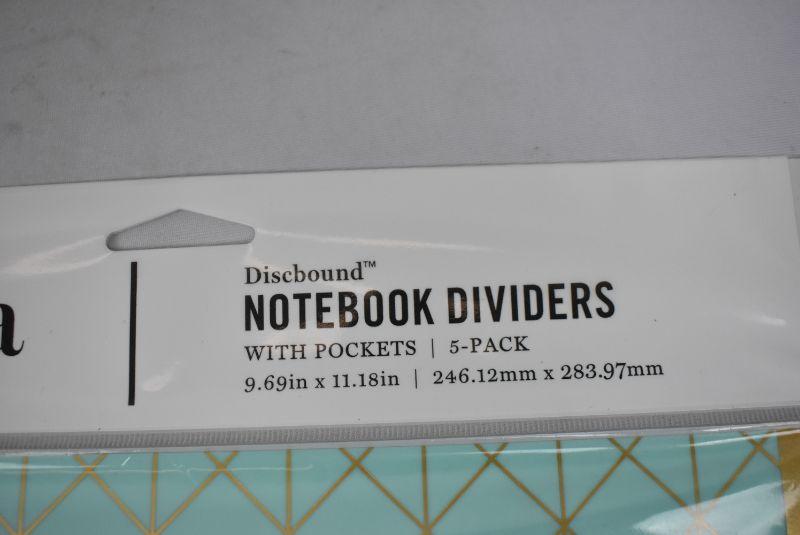 Discbound™
NOTEBOOK DIVIDERS
WITH POCKETS | 5-PACK
9.69in x 11.18in | 246.12mm x 283.97mm